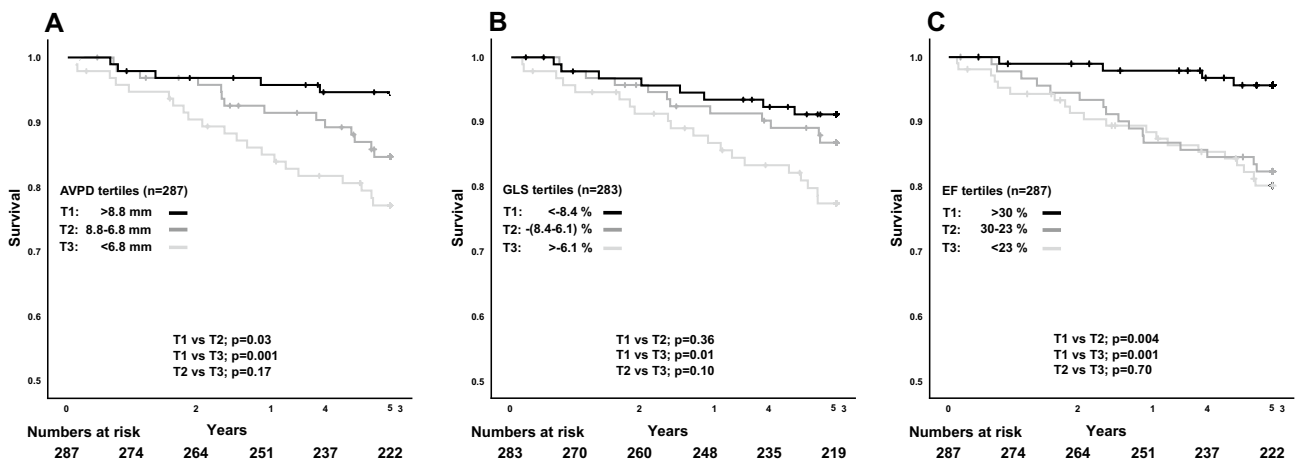 A
Survival
1.0
0.9
0.8
0.7
0.6
0.5
AVPD tertiles (n=287)
T1: >8.8 mm
T2: 8.8-6.8 mm
T3: <6.8 mm
T1 vs T2; p=0.03
T1 vs T3; p=0.001
T2 vs T3; p=0.17
0 2 1 4 5 3
Years
Numbers at risk
287 274 264 251 237 222
B
Survival
1.0
0.9
0.8
0.7
0.6
0.5
GLS tertiles (n=283)
T1: <-8.4 %
T2: -(8.4-6.1) %
T3: >-6.1 %
T1 vs T2; p=0.36
T1 vs T3; p=0.01
T2 vs T3; p=0.10
0 2 1 4 5 3
Years
Numbers at risk
283 270 260 248 235 219
C
Survival
1.0
0.9
0.8
0.7
0.6
0.5
EF tertiles (n=287)
T1: >30 %
T2: 30-23 %
T3: <23 %
T1 vs T2; p=0.004
T1 vs T3; p=0.001
T2 vs T3; p=0.70
0 2 1 4 5 3
Years
Numbers at risk
287 274 264 251 237 222